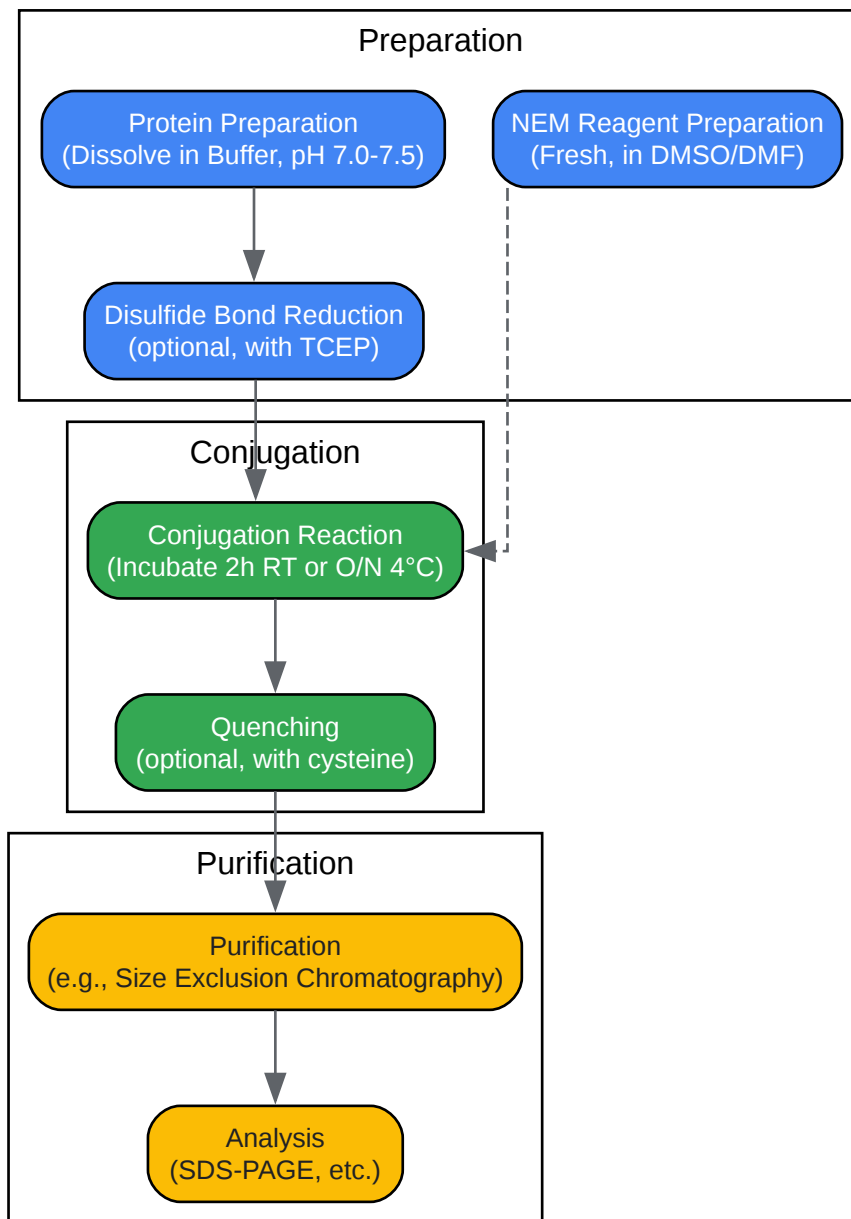 Preparation
Protein Preparation
(Dissolve in Buffer, pH 7.0-7.5)
NEM Reagent Preparation
(Fresh, in DMSO/DMF)
Disulfide Bond Reduction
(optional, with TCEP)
Conjugation
Conjugation Reaction
(Incubate 2h RT or O/N 4°C)
Quenching
(optional, with cysteine)
Purification
Purification
(e.g., Size Exclusion Chromatography)
Analysis
(SDS-PAGE, etc.)